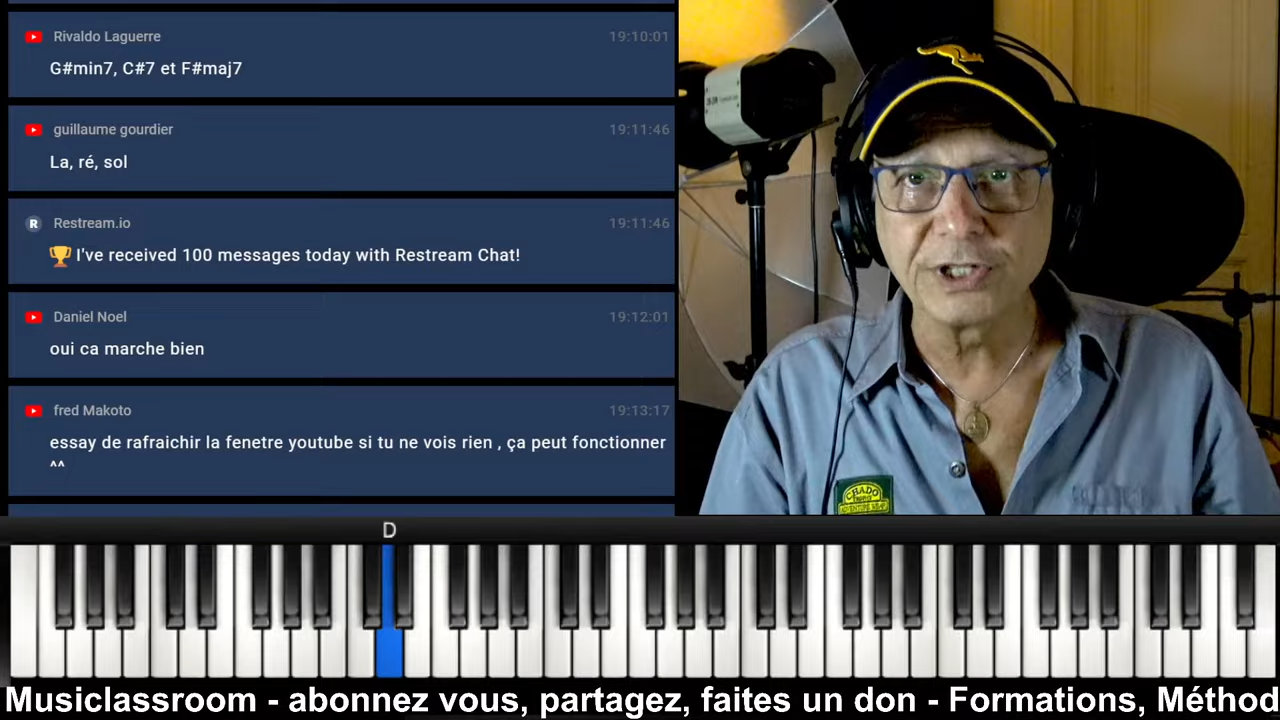 Rivaldo Laguerre 19:10:01
G#min7, C#7 et F#maj7
guillaume gourdier 19:11:46
La, ré, sol
R Restream.io 19:11:46
🏆 I've received 100 messages today with Restream Chat!
Daniel Noel 19:12:01
oui ca marche bien
fred Makoto 19:13:17
essay de rafraichir la fenetre youtube si tu ne vois rien , ça peut fonctionner
^^
CHADO
D
Musiclassroom - abonnez vous, partagez, faites un don - Formations, Méthod